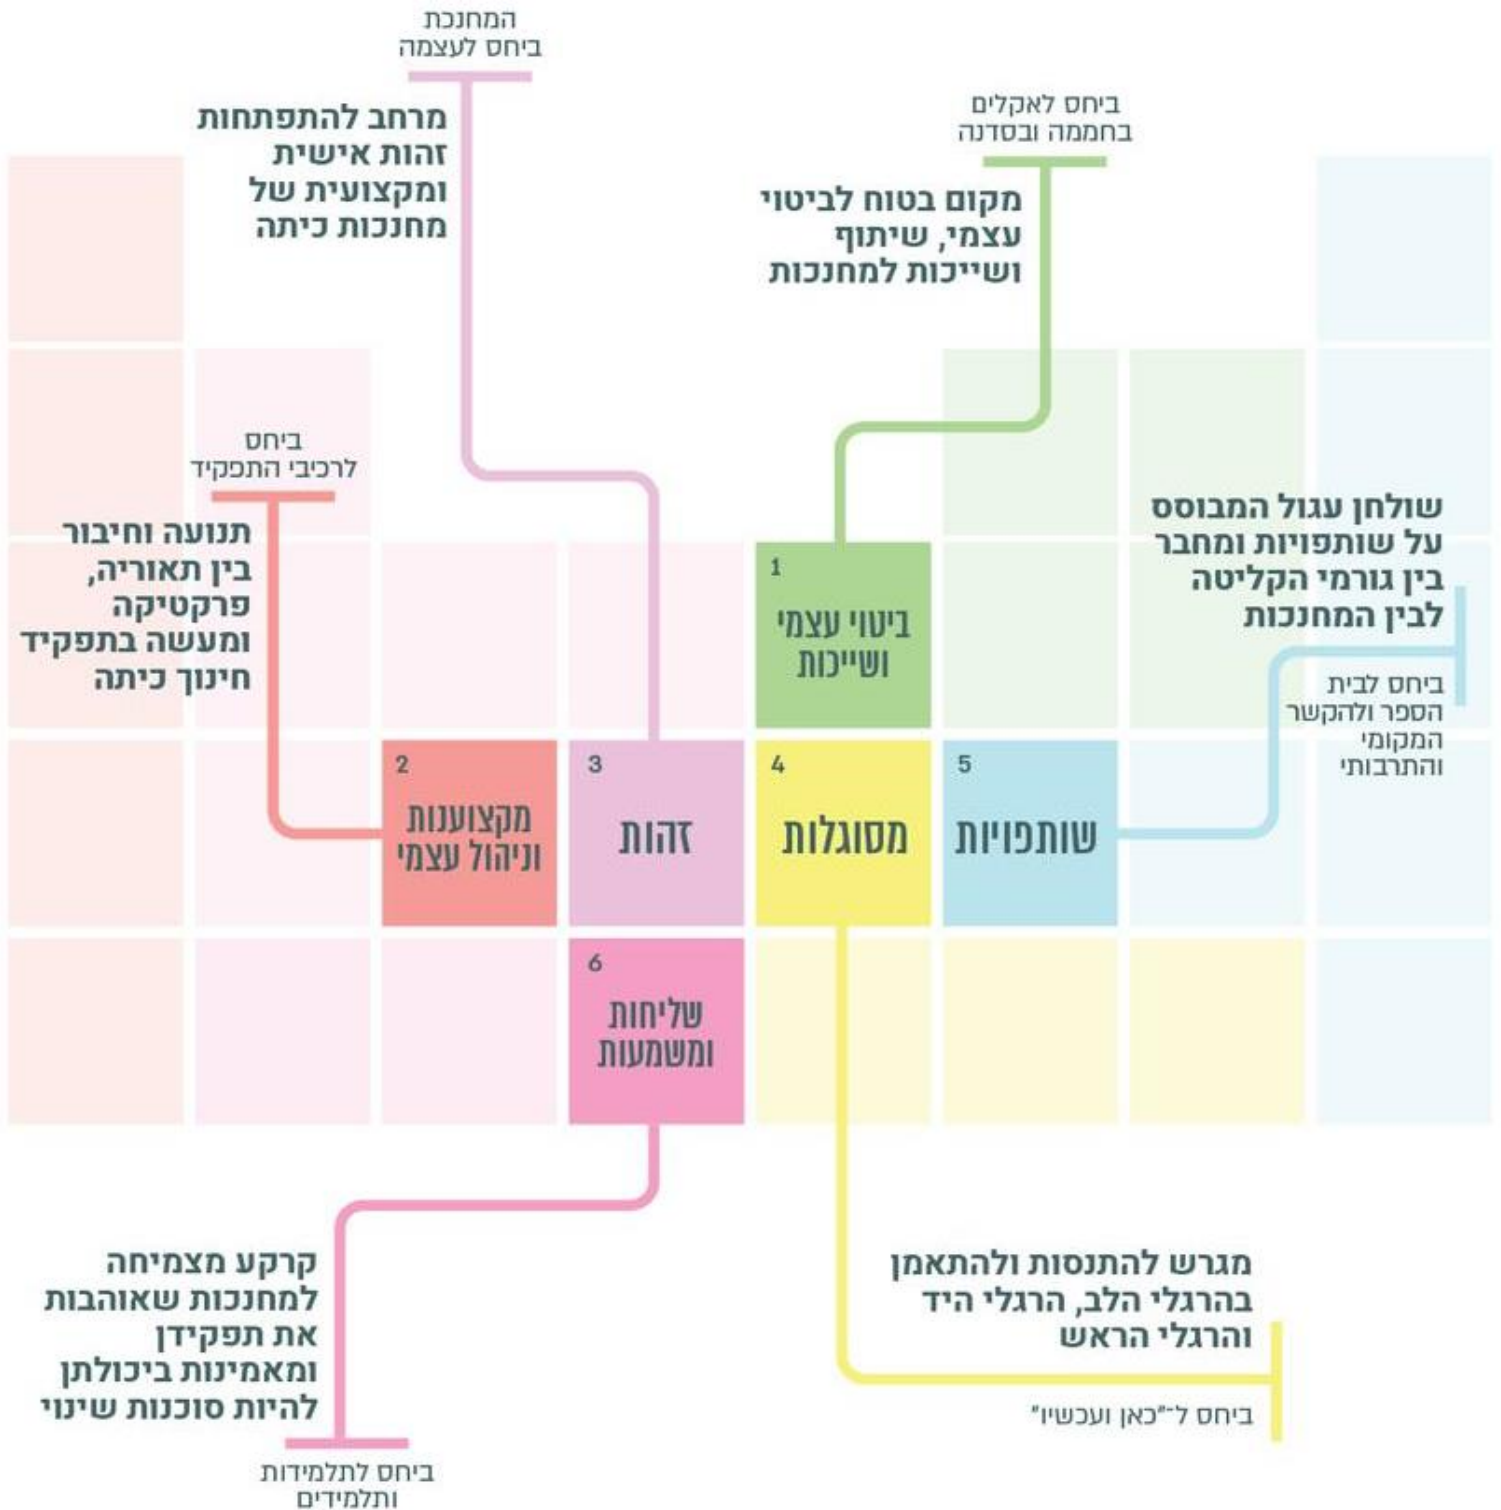 המחנכת
ביחס לעצמה
מרחב להתפתחות
זהות אישית
ומקצועית של
מחנכות כיתה
ביחס לאקלים
בחממה ובסדנה
מקום בטוח לביטוי
עצמי, שיתוף
ושייכות למחנכות
ביחס
לרכיבי התפקיד
תנועה וחיבור
בין תאוריה,
פרקטיקה
ומעשה בתפקיד
חינוך כיתה
שולחן עגול המבוסס
על שותפויות ומחבר
בין גורמי הקליטה
לבין המחנכות
ביחס לבית
הספר ולהקשר
המקומי
והתרבותי
1
ביטוי עצמי
ושייכות
2
מקצוענות
וניהול עצמי
3
זהות
4
מסוגלות
5
שותפויות
6
שליחות
ומשמעות
קרקע מצמיחה
למחנכות שאוהבות
את תפקידן
ומאמינות ביכולתן
להיות סוכנות שינוי
ביחס לתלמידות
ותלמידים
מגרש להתנסות ולהתאמן
בהרגלי הלב, הרגלי היד
והרגלי הראש
ביחס ל־"כאן ועכשיו"